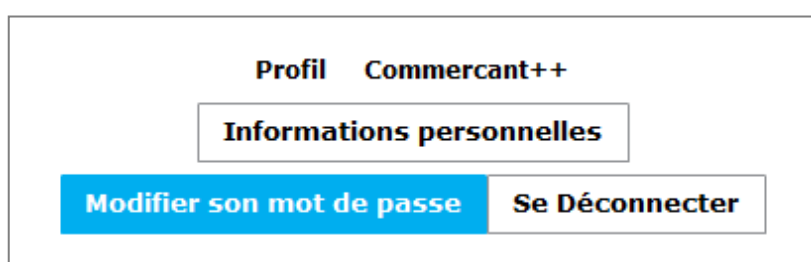 Profil Commercant++
Informations personnelles
Modifier son mot de passe Se Déconnecter